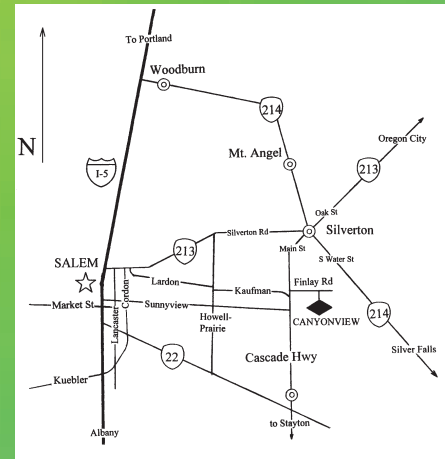 To Portland
Woodburn
214
N
Mt. Angel
Oregon City
I-5
213
Oak St
Silverton Rd
Silverton
213
Main St
S Water St
SALEM
Lardon
Kaufman
Finlay Rd
Market St
Lancaster
Cordon
Sunnyview
Howell-
Prairie
CANYONVIEW
214
22
Cascade Hwy
Silver Falls
Kuebler
to Stayton
Albany